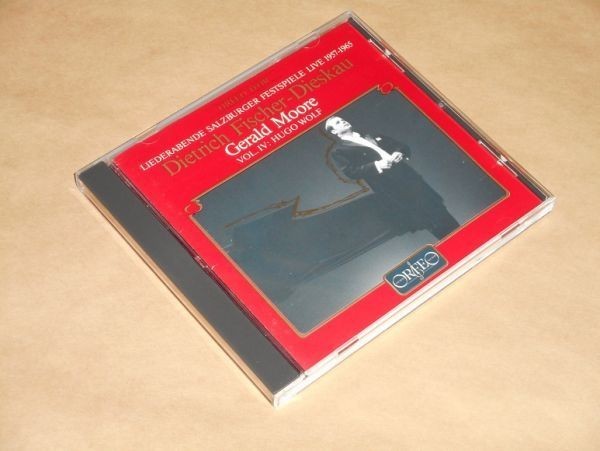 LIEDERABENDE SALZBURGER FESTSPIELE LIVE 1957-1965
Dietrich Fischer-Dieskau
Gerald Moore
VOL. IV: HUGO WOLF
ORFEO